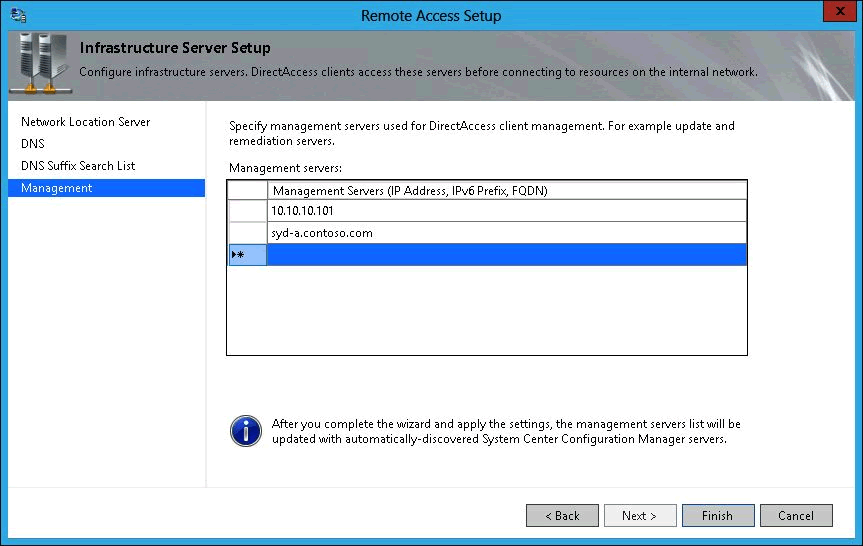 Remote Access Setup
X
Infrastructure Server Setup
Configure infrastructure servers. DirectAccess clients access these servers before connecting to resources on the internal network.
Network Location Server
DNS
DNS Suffix Search List
Management
Specify management servers used for DirectAccess client management. For example update and
remediation servers.
Management servers:
Management Servers (IP Address, IPv6 Prefix, FQDN)
10.10.10.101
syd-a.contoso.com
After you complete the wizard and apply the settings, the management servers list will be
updated with automatically-discovered System Center Configuration Manager servers.
< Back
Next >
Finish
Cancel